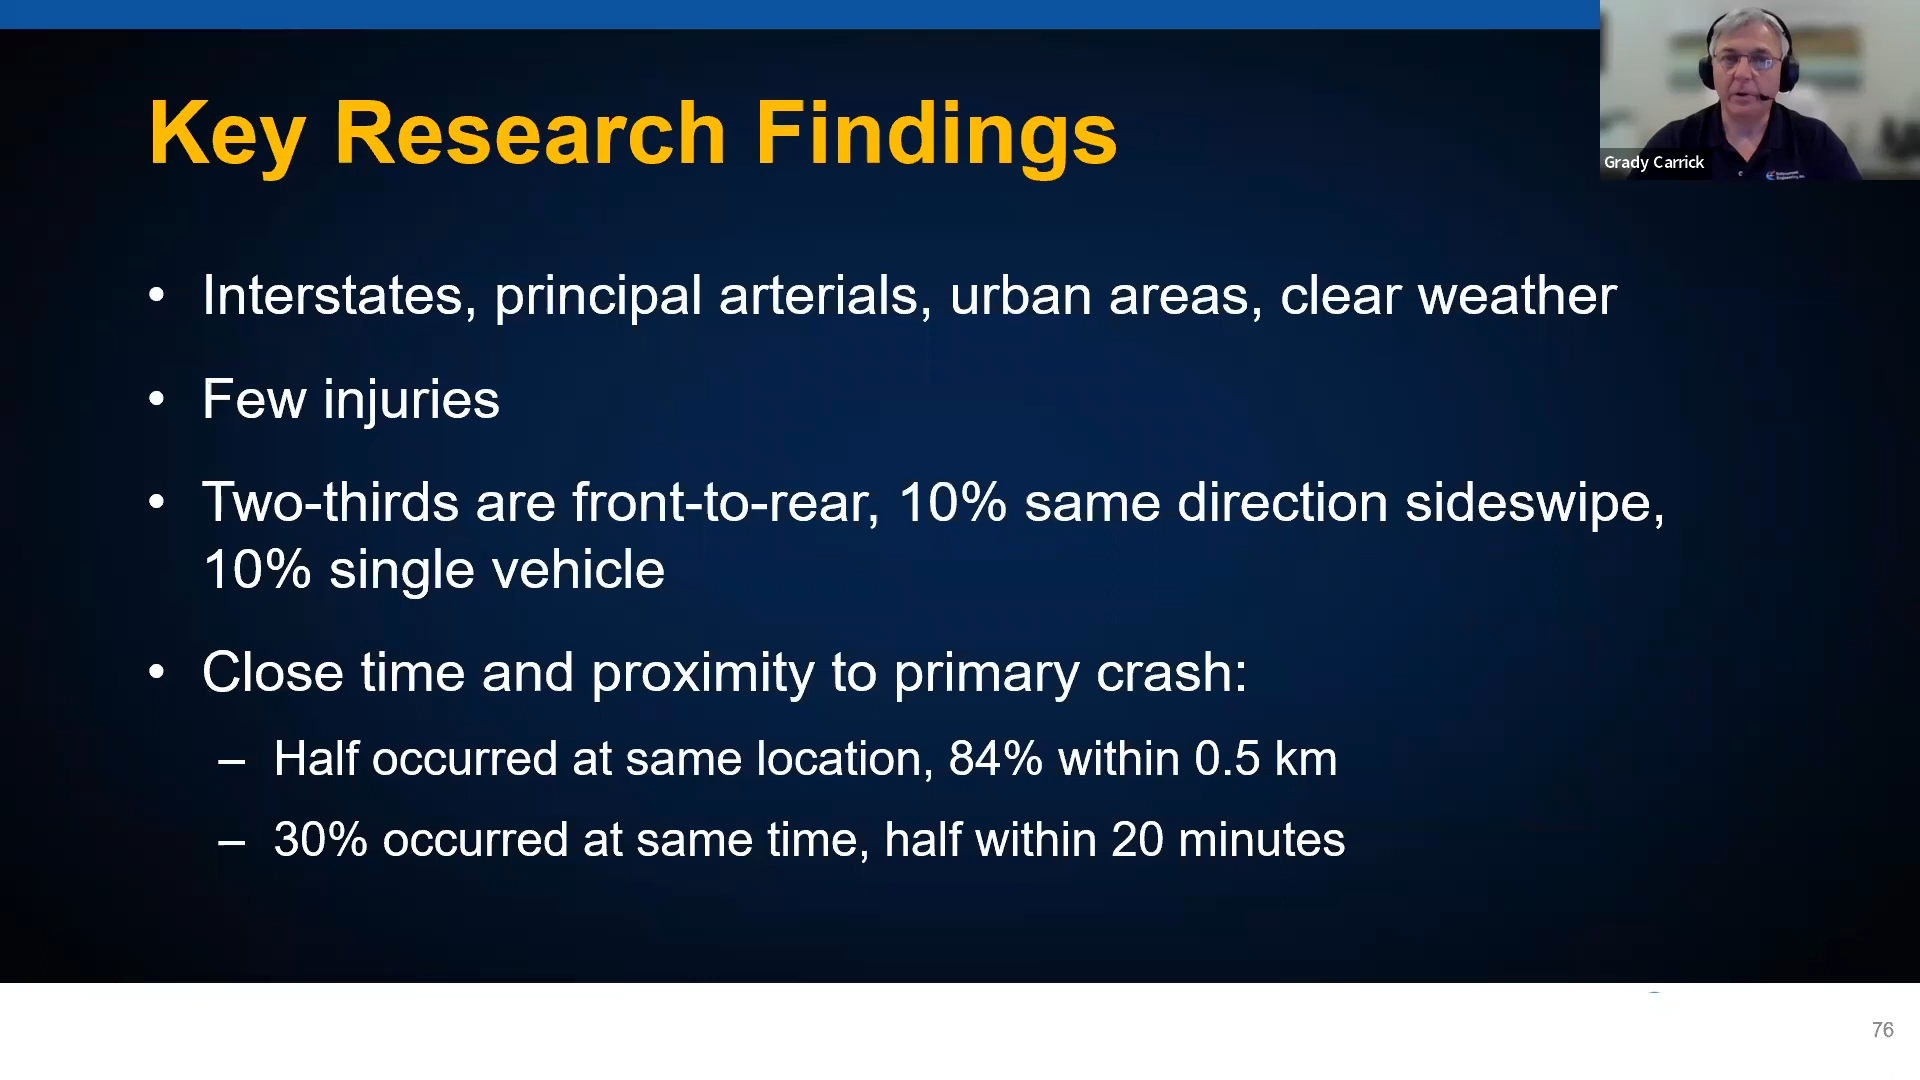 Key Research Findings
Grady Carrick
• Interstates, principal arterials, urban areas, clear weather
• Few injuries
• Two-thirds are front-to-rear, 10% same direction sideswipe,
10% single vehicle
• Close time and proximity to primary crash:
– Half occurred at same location, 84% within 0.5 km
– 30% occurred at same time, half within 20 minutes
76